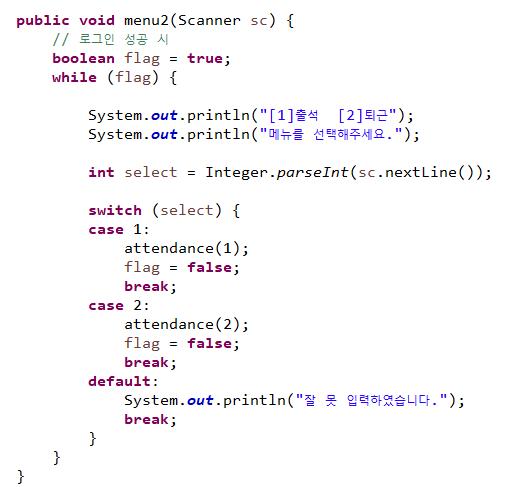 public void menu2(Scanner sc) {
    // 로그인 성공 시
    boolean flag = true;
    while (flag) {
        System.out.println("[1]출석  [2]퇴근");
        System.out.println("메뉴를 선택해주세요.");
        int select = Integer.parseInt(sc.nextLine());
        switch (select) {
        case 1:
            attendance(1);
            flag = false;
            break;
        case 2:
            attendance(2);
            flag = false;
            break;
        default:
            System.out.println("잘 못 입력하였습니다.");
            break;
        }
    }
}